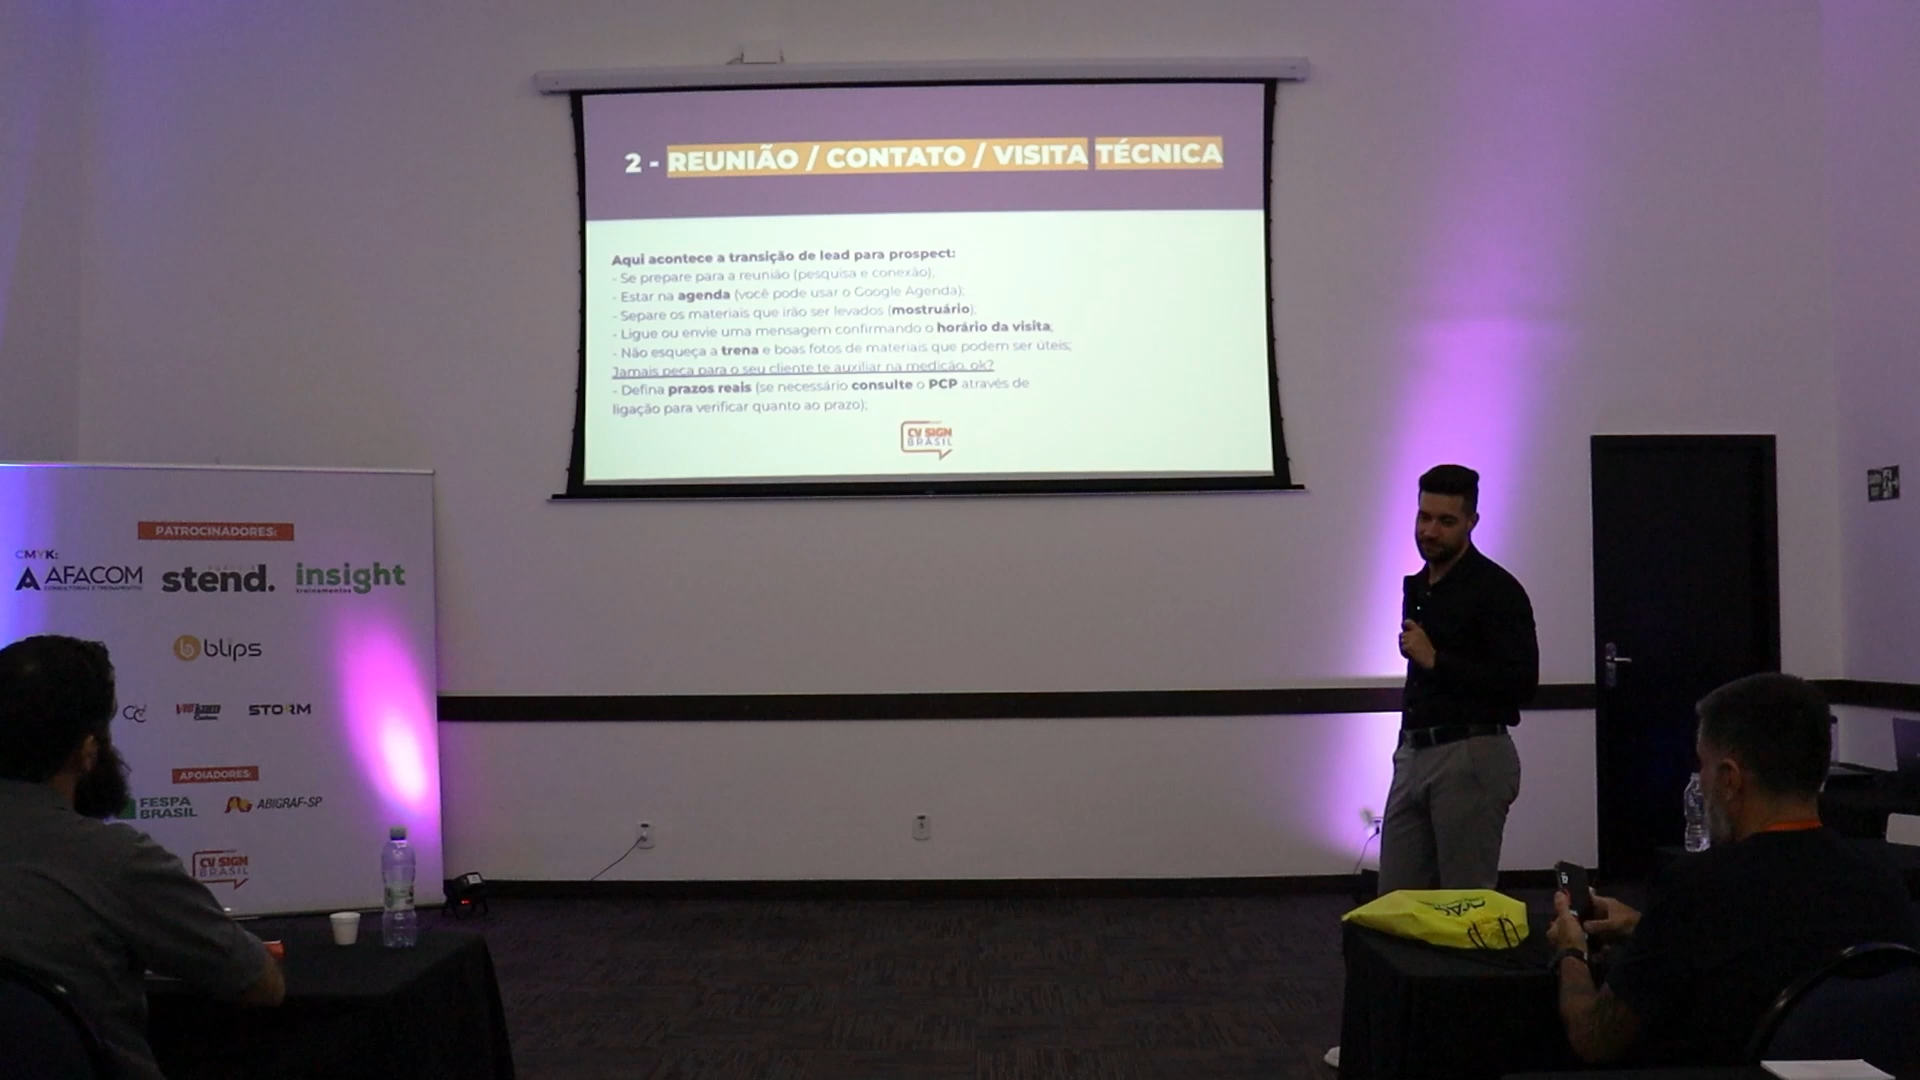 2 - REUNIÃO / CONTATO / VISITA TÉCNICA
Aqui acontece a transição de lead para prospect:
- Se prepare para a reunião (pesquisa e conexão);
- Estar na agenda (você pode usar o Google Agenda);
- Separe os materiais que irão ser levados (mostruário);
- Ligue ou envie uma mensagem confirmando o horário da visita;
- Não esqueça a trena e boas fotos de materiais que podem ser úteis;
Jamais peça para o seu cliente te auxiliar na medição, ok?
- Defina prazos reais (se necessário consulte o PCP através de
ligação para verificar quanto ao prazo);
CV SIGN
BRASIL
PATROCINADORES:
CMYK:
AFACOM
CONSULTORIAS E TREINAMENTOS
stend.
insight
treinamentos
blips
STORM
APOIADORES:
FESPA
BRASIL
ABIGRAF-SP
CV SIGN
BRASIL